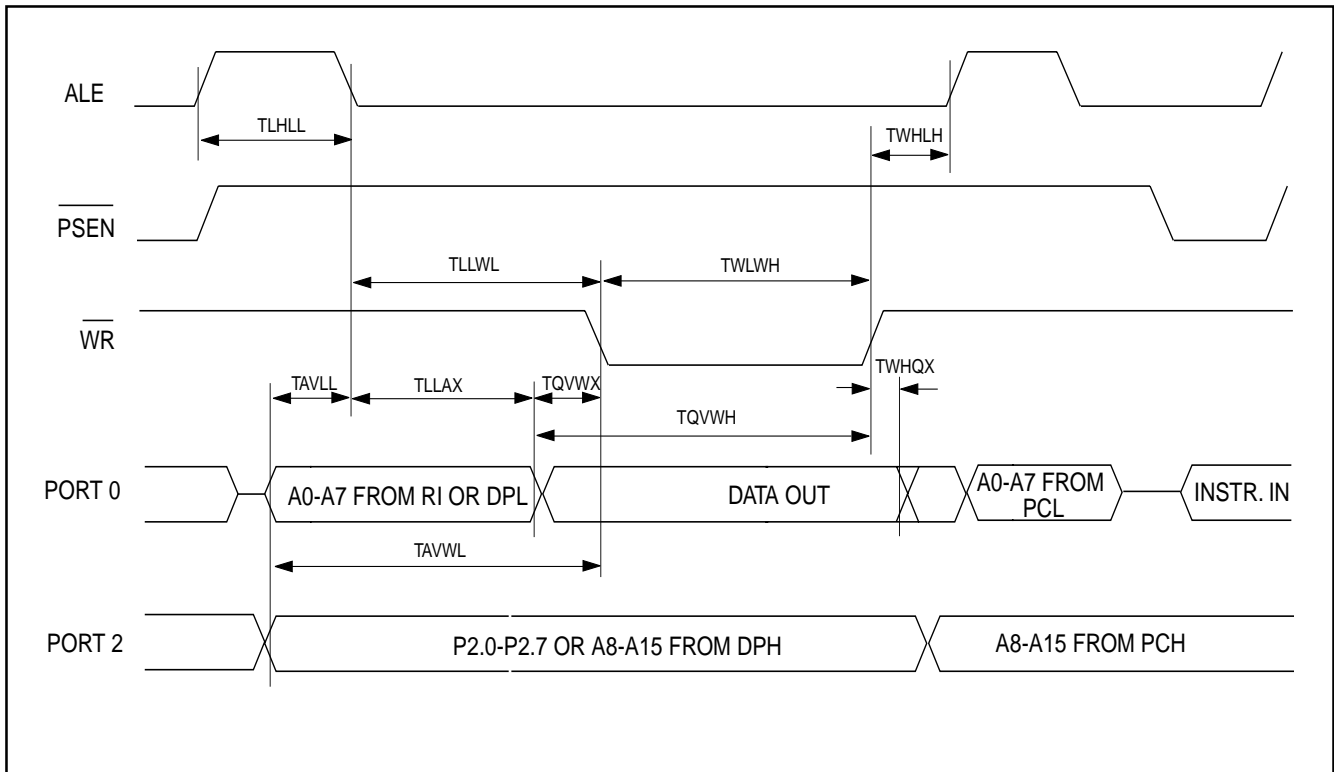 ALE
TLHLL
TWHLH
PSEN
TLLWL
TWLWH
WR
TWHQX
TAVLL
TLLAX
TQVWX
TQVWH
PORT 0
A0-A7 FROM RI OR DPL
DATA OUT
A0-A7 FROM
PCL
INSTR. IN
TAVWL
PORT 2
P2.0-P2.7 OR A8-A15 FROM DPH
A8-A15 FROM PCH